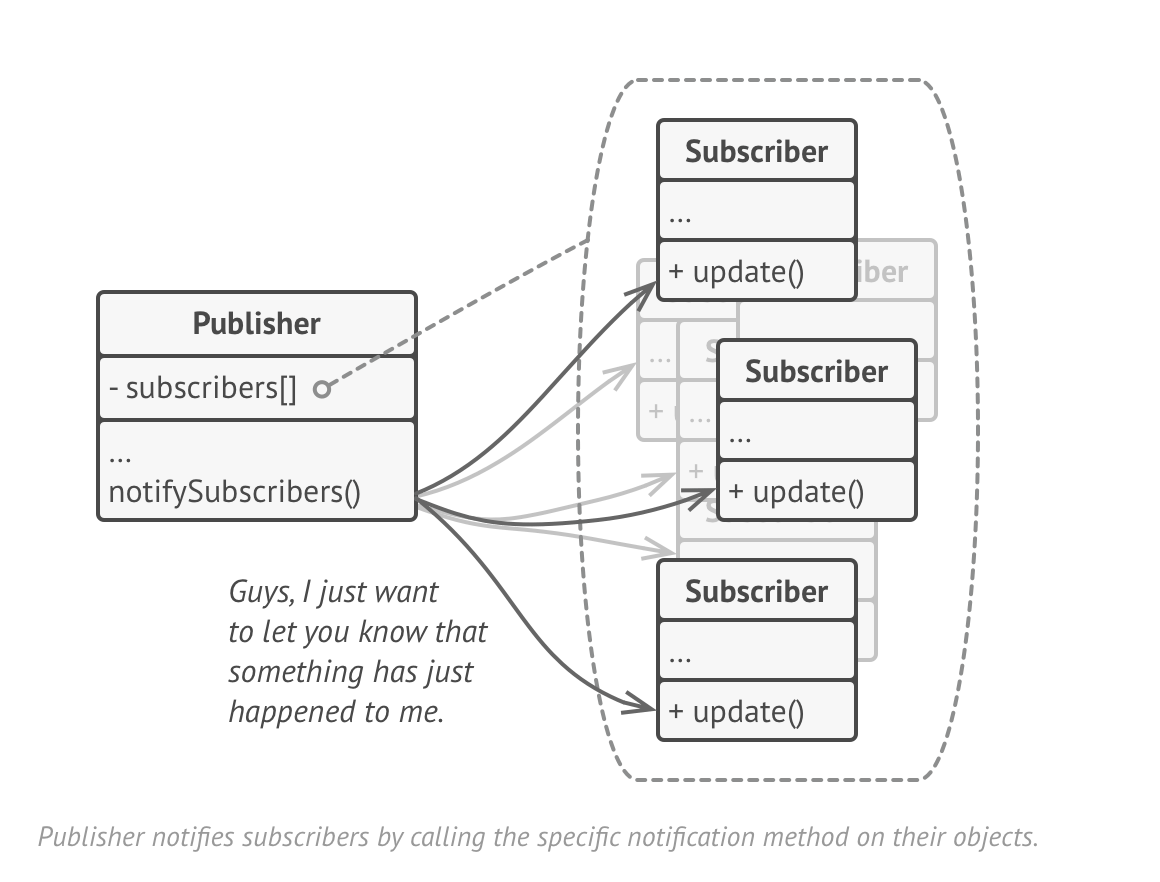 Subscriber
...
+ update()
Publisher
- subscribers[]
...
notifySubscribers()
Subscriber
...
+ update()
Subscriber
...
+ update()
...
+
...
+
Guys, I just want
to let you know that
something has just
happened to me.
Publisher notifies subscribers by calling the specific notification method on their objects.